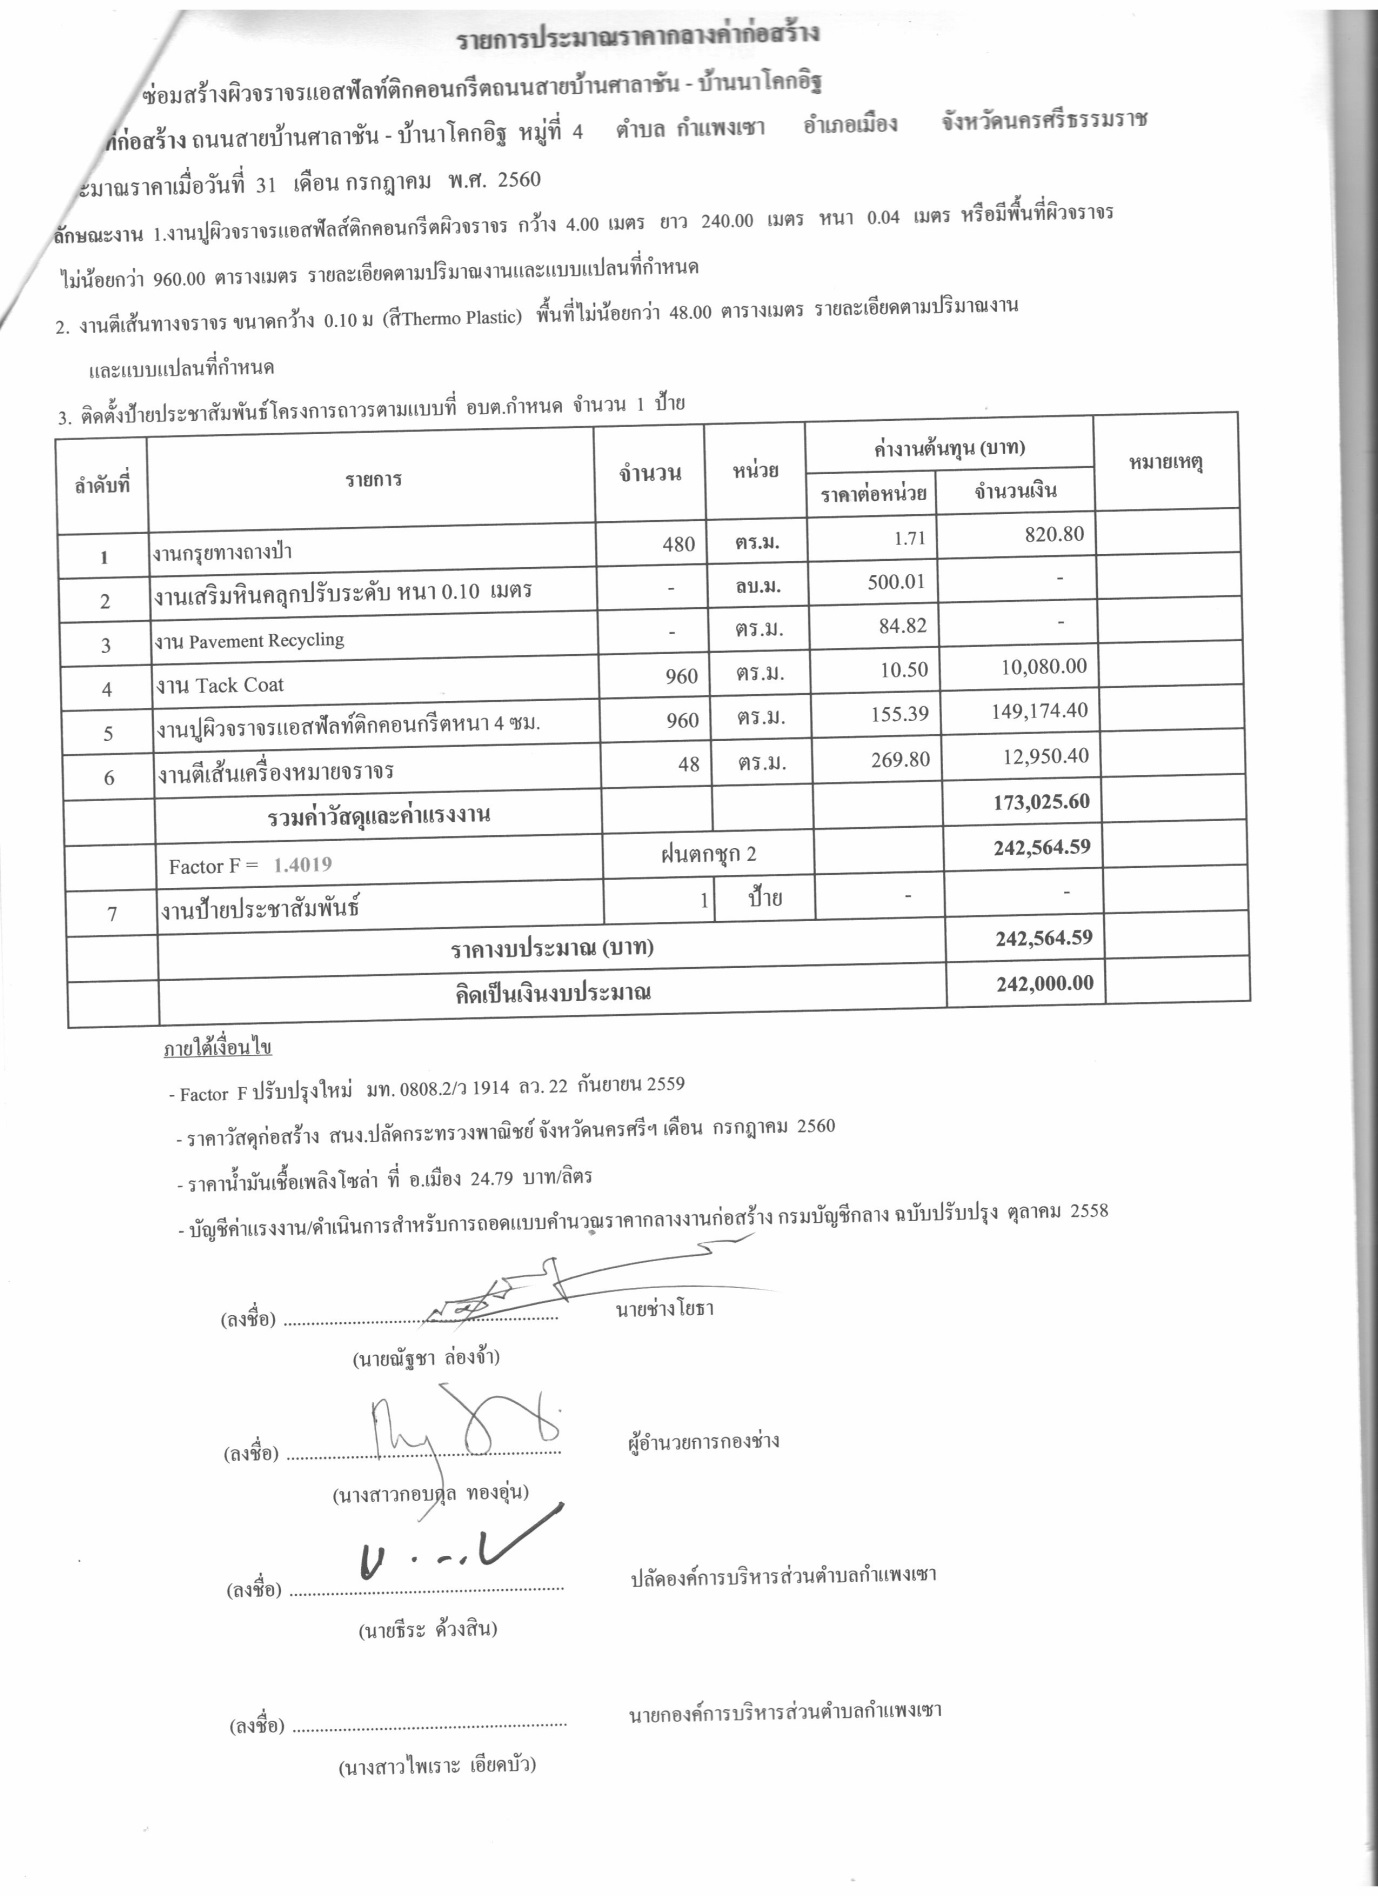 รายการประมาณราคากลางค่าก่อสร้าง
ซ่อมสร้างผิวจราจรแอสฟัลท์ติกคอนกรีตถนนสายบ้านศาลาชัน - บ้านนาโคกอิฐ
ที่ก่อสร้าง ถนนสายบ้านศาลาชัน - บ้านาโคกอิฐ หมู่ที่ 4 ตำบล กำแพงเซา อำเภอเมือง จังหวัดนครศรีธรรมราช
ะมาณราคาเมื่อวันที่ 31 เดือน กรกฎาคม พ.ศ. 2560
ลักษณะงาน 1.งานปูผิวจราจรแอสฟัลส์ติกคอนกรีตผิวจราจร กว้าง 4.00 เมตร ยาว 240.00 เมตร หนา 0.04 เมตร หรือมีพื้นที่ผิวจราจร
ไม่น้อยกว่า 960.00 ตารางเมตร รายละเอียดตามปริมาณงานและแบบแปลนที่กำหนด
2. งานตีเส้นทางจราจร ขนาดกว้าง 0.10 ม (สีThermo Plastic) พื้นที่ไม่น้อยกว่า 48.00 ตารางเมตร รายละเอียดตามปริมาณงาน
และแบบแปลนที่กำหนด
3. ติดตั้งป้ายประชาสัมพันธ์โครงการถาวรตามแบบที่ อบต.กำหนด จำนวน 1 ป้าย
ลำดับที่ รายการ จำนวน หน่วย ค่างานต้นทุน (บาท) หมายเหตุ
ราคาต่อหน่วย จำนวนเงิน
1 งานกรุยทางถางป่า 480 ตร.ม. 1.71 820.80
2 งานเสริมหินคลุกปรับระดับ หนา 0.10 เมตร - ลบ.ม. 500.01 -
3 งาน Pavement Recycling - ตร.ม. 84.82 -
4 งาน Tack Coat 960 ตร.ม. 10.50 10,080.00
5 งานปูผิวจราจรแอสฟัลท์ติกคอนกรีตหนา 4 ซม. 960 ตร.ม. 155.39 149,174.40
6 งานตีเส้นเครื่องหมายจราจร 48 ตร.ม. 269.80 12,950.40
รวมค่าวัสดุและค่าแรงงาน 173,025.60
Factor F = 1.4019 ฝนตกชุก 2 242,564.59
7 งานป้ายประชาสัมพันธ์ 1 ป้าย - -
ราคางบประมาณ (บาท) 242,564.59
คิดเป็นเงินงบประมาณ 242,000.00
ภายใต้เงื่อนไข
- Factor F ปรับปรุงใหม่ มท. 0808.2/ว 1914 ลว. 22 กันยายน 2559
- ราคาวัสดุก่อสร้าง สนง.ปลัดกระทรวงพาณิชย์ จังหวัดนครศรีฯ เดือน กรกฎาคม 2560
- ราคาน้ำมันเชื้อเพลิงโซล่า ที่ อ.เมือง 24.79 บาท/ลิตร
- บัญชีค่าแรงงาน/ดำเนินการสำหรับการถอดแบบคำนวณราคากลางงานก่อสร้าง กรมบัญชีกลาง ฉบับปรับปรุง ตุลาคม 2558
(ลงชื่อ) ............................................................ นายช่างโยธา
(นายณัฐชา ล่องจ้า)
(ลงชื่อ) ............................................................ ผู้อำนวยการกองช่าง
(นางสาวกอบกุล ทองอุ่น)
(ลงชื่อ) ............................................................ ปลัดองค์การบริหารส่วนตำบลกำแพงเซา
(นายธีระ ด้วงสิน)
(ลงชื่อ) ............................................................ นายกองค์การบริหารส่วนตำบลกำแพงเซา
(นางสาวไพเราะ เอียดบัว)